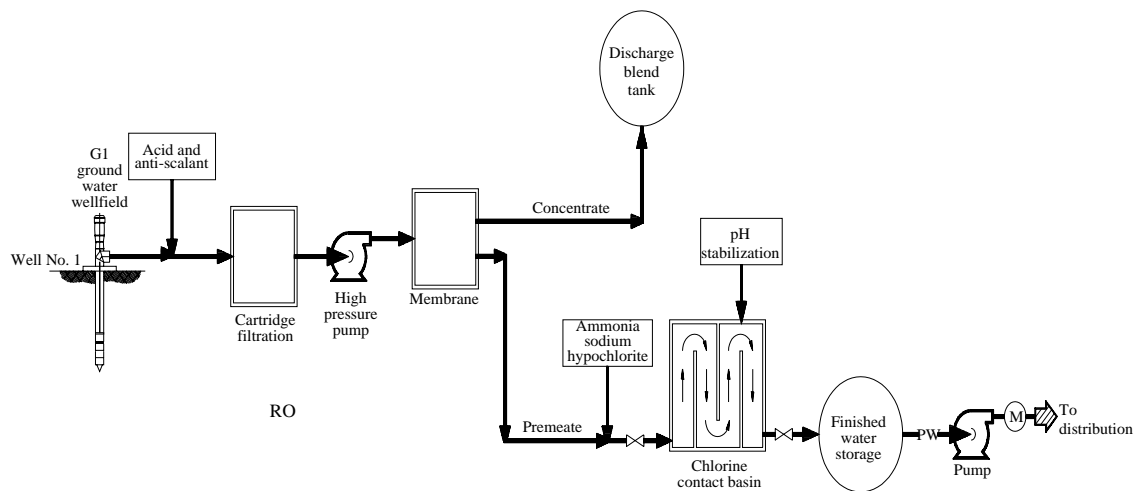 Discharge
blend
tank
G1
ground
water
wellfield
Acid and
anti-scalant
Well No. 1
Cartridge
filtration
High
pressure
pump
Membrane
Concentrate
pH
stabilization
Ammonia
sodium
hypochlorite
RO
Premeate
Chlorine
contact basin
Finished
water
storage
PW
Pump
M
To
distribution